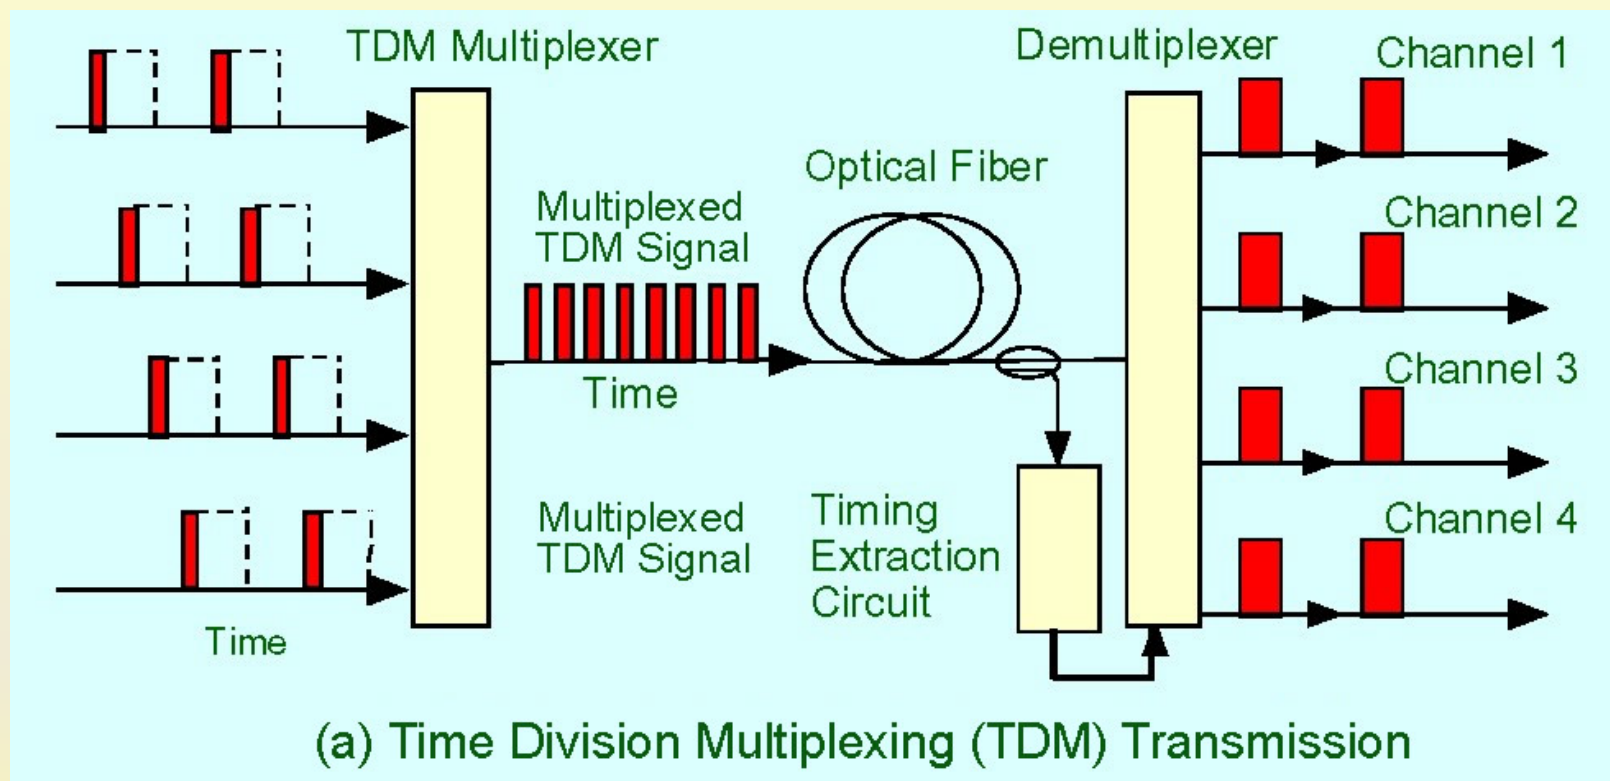 TDM Multiplexer
Demultiplexer
Channel 1
Optical Fiber
Multiplexed
TDM Signal
Channel 2
Time
Channel 3
Multiplexed
TDM Signal
Timing
Extraction
Circuit
Channel 4
Time
(a) Time Division Multiplexing (TDM) Transmission